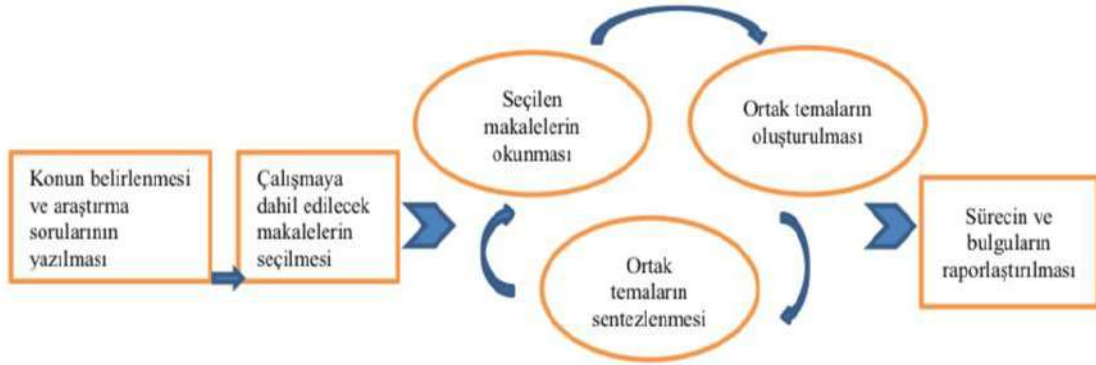 Konun belirlenmesi
ve araştırma
sorularının
yazılması
Çalışmaya
dahil edilecek
makalelerin
seçilmesi
Seçilen
makalelerin
okunması
Ortak temaların
oluşturulması
Ortak
temaların
sentezlenmesi
Sürecin ve
bulguların
raporlaştırılması